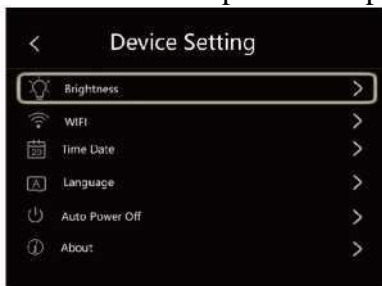 Device Setting
Brightness
WIFI
Time Date
Language
Auto Power Off
About